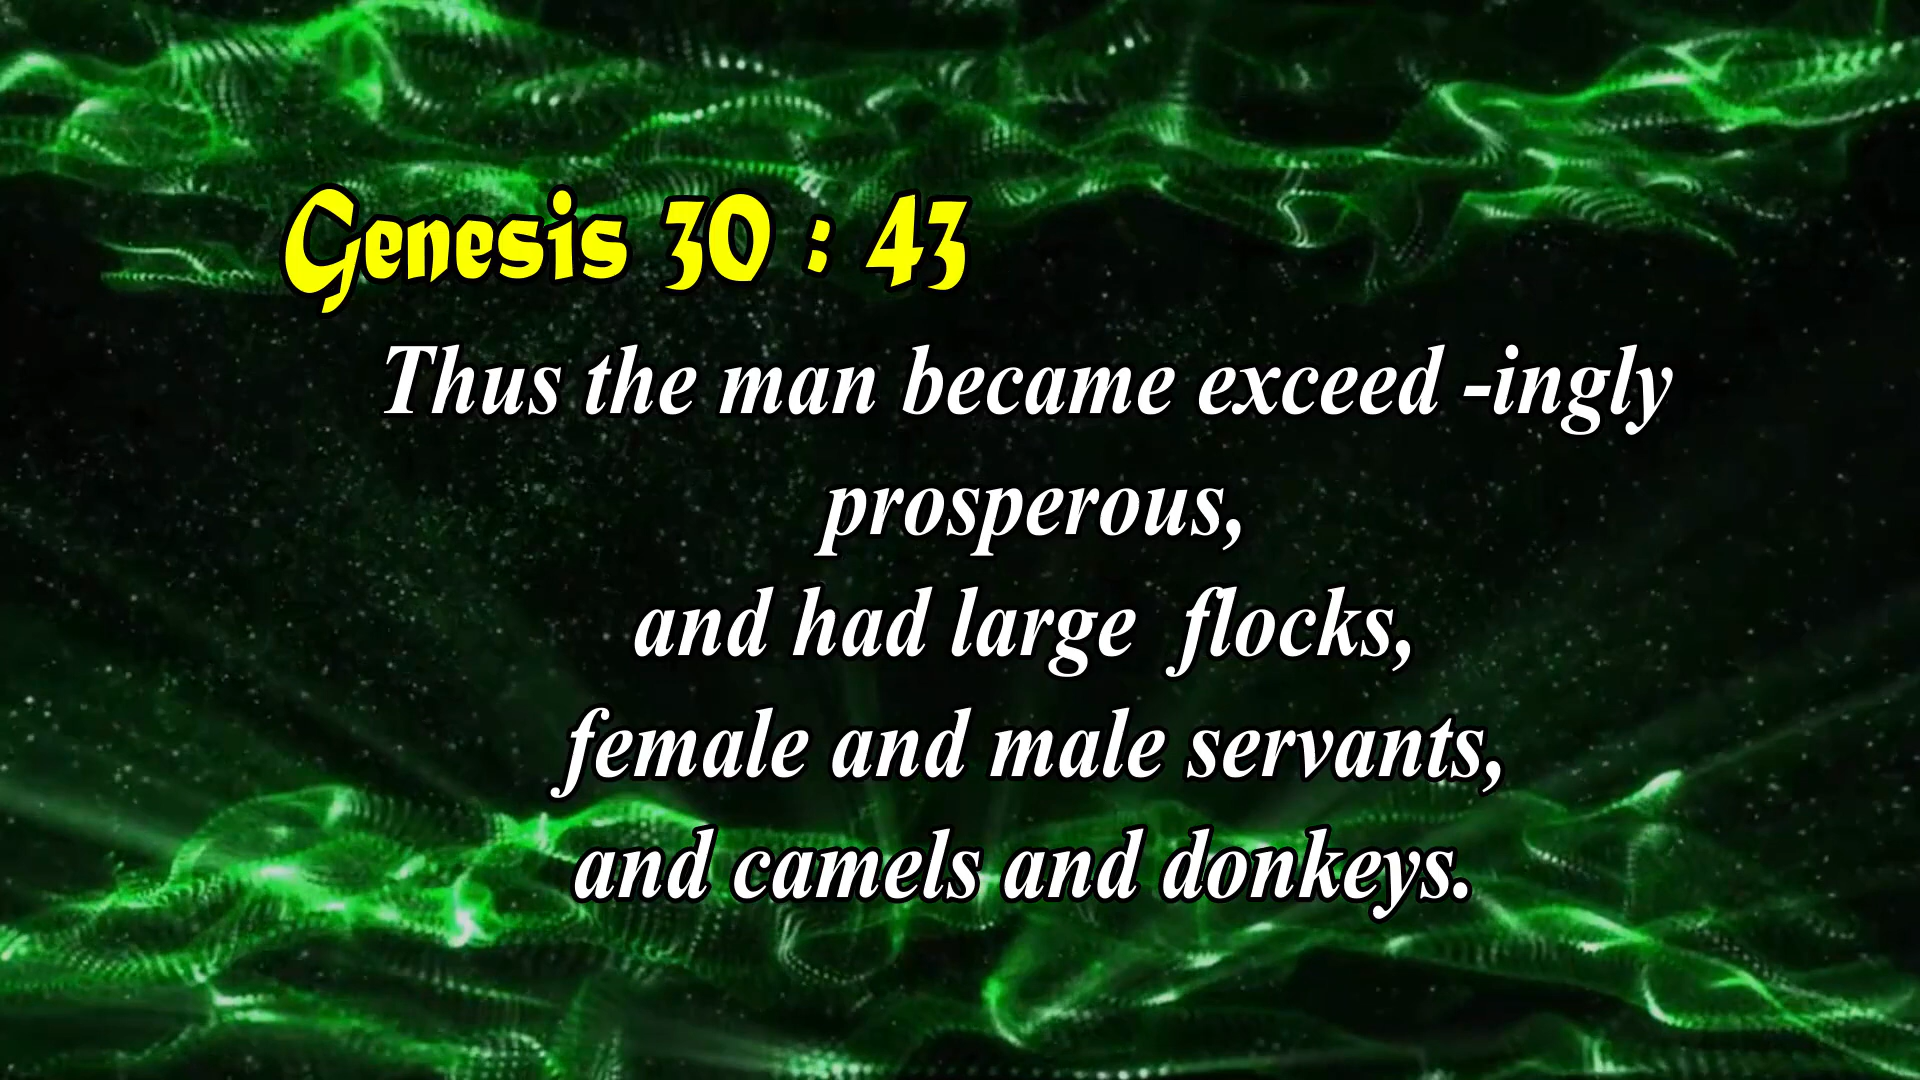 Genesis 30 : 43
Thus the man became exceed -ingly
prosperous,
and had large  flocks,
female and male servants,
and camels and donkeys.